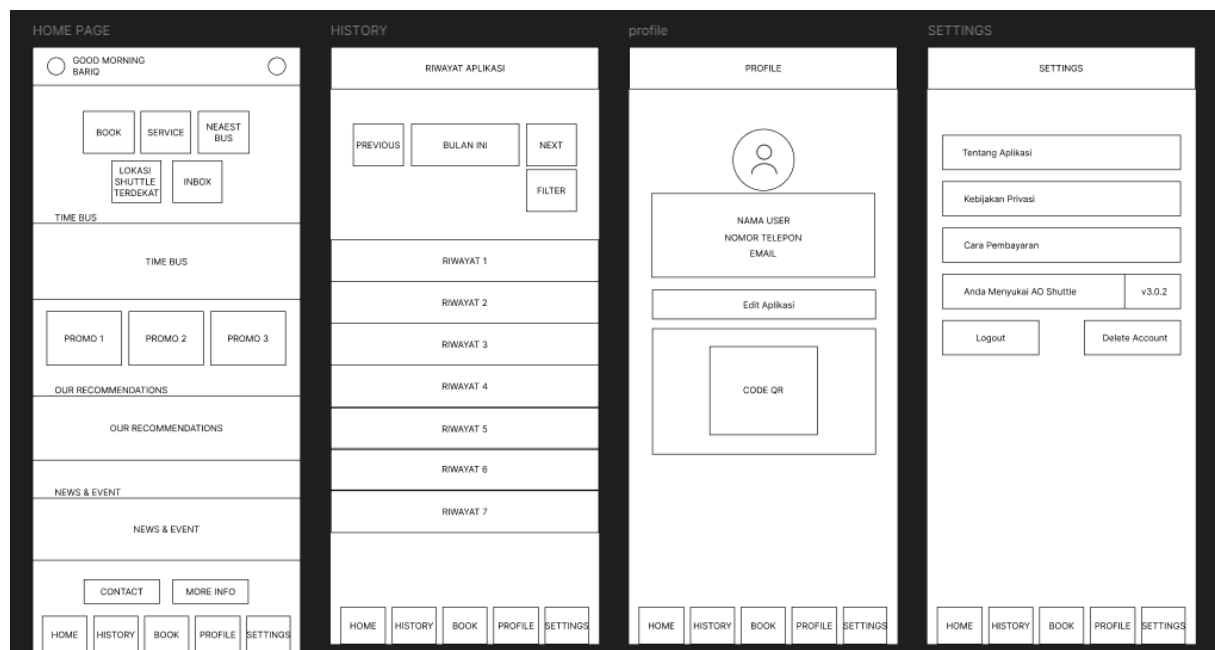 HOME PAGE
GOOD MORNING
BARIQ
BOOK
SERVICE
NEAEST
BUS
LOKASI
SHUTTLE
TERDEKAT
INBOX
TIME BUS
TIME BUS
PROMO 1
PROMO 2
PROMO 3
OUR RECOMMENDATIONS
OUR RECOMMENDATIONS
NEWS & EVENT
NEWS & EVENT
CONTACT
MORE INFO
HOME
HISTORY
BOOK
PROFILE
SETTINGS
HISTORY
RIWAYAT APLIKASI
PREVIOUS
BULAN INI
NEXT
FILTER
RIWAYAT 1
RIWAYAT 2
RIWAYAT 3
RIWAYAT 4
RIWAYAT 5
RIWAYAT 6
RIWAYAT 7
HOME
HISTORY
BOOK
PROFILE
SETTINGS
profile
PROFILE
NAMA USER
NOMOR TELEPON
EMAIL
Edit Aplikasi
CODE QR
HOME
HISTORY
BOOK
PROFILE
SETTINGS
SETTINGS
SETTINGS
Tentang Aplikasi
Kebijakan Privasi
Cara Pembayaran
Anda Menyukai AO Shuttle
v3.0.2
Logout
Delete Account
HOME
HISTORY
BOOK
PROFILE
SETTINGS